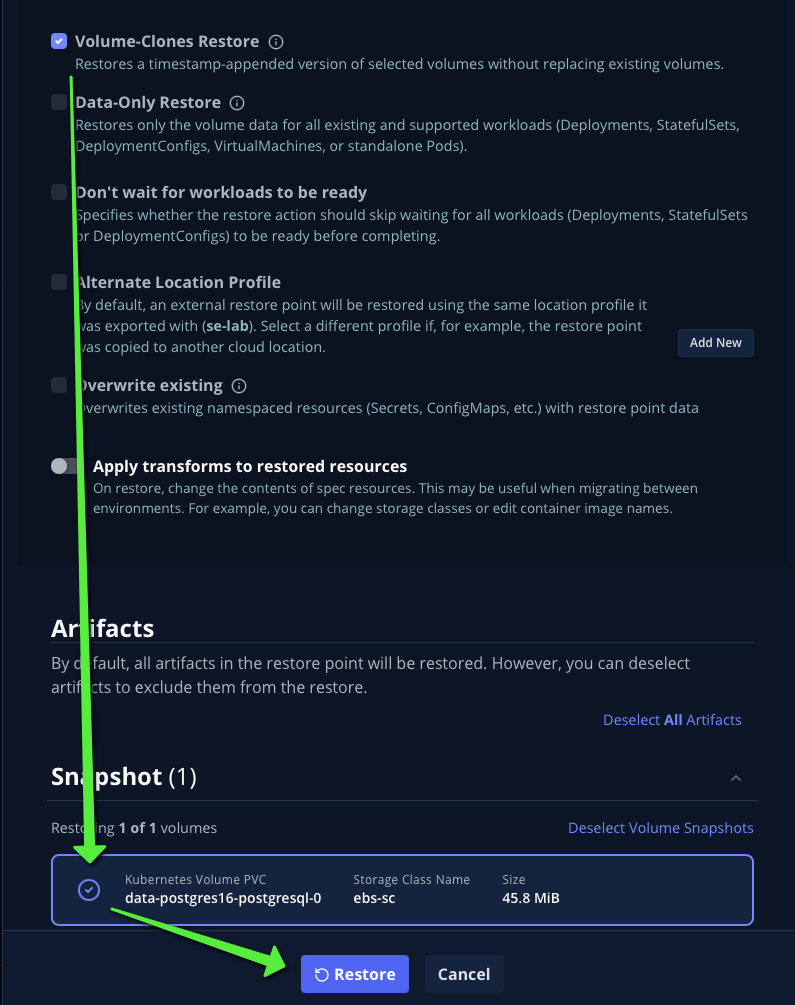 Volume-Clones Restore
Restores a timestamp-appended version of selected volumes without replacing existing volumes.
Data-Only Restore
Restores only the volume data for all existing and supported workloads (Deployments, StatefulSets,
DeploymentConfigs, VirtualMachines, or standalone Pods).
Don't wait for workloads to be ready
Specifies whether the restore action should skip waiting for all workloads (Deployments, StatefulSets
or DeploymentConfigs) to be ready before completing.
Alternate Location Profile
By default, an external restore point will be restored using the same location profile it
was exported with (se-lab). Select a different profile if, for example, the restore point
was copied to another cloud location.
Add New
Overwrite existing
Overwrites existing namespaced resources (Secrets, ConfigMaps, etc.) with restore point data
Apply transforms to restored resources
On restore, change the contents of spec resources. This may be useful when migrating between
environments. For example, you can change storage classes or edit container image names.
Artifacts
By default, all artifacts in the restore point will be restored. However, you can deselect
artifacts to exclude them from the restore.
Deselect All Artifacts
Snapshot (1)
Restoring 1 of 1 volumes
Deselect Volume Snapshots
Kubernetes Volume PVC
data-postgres16-postgresql-0
Storage Class Name
ebs-sc
Size
45.8 MiB
Restore
Cancel